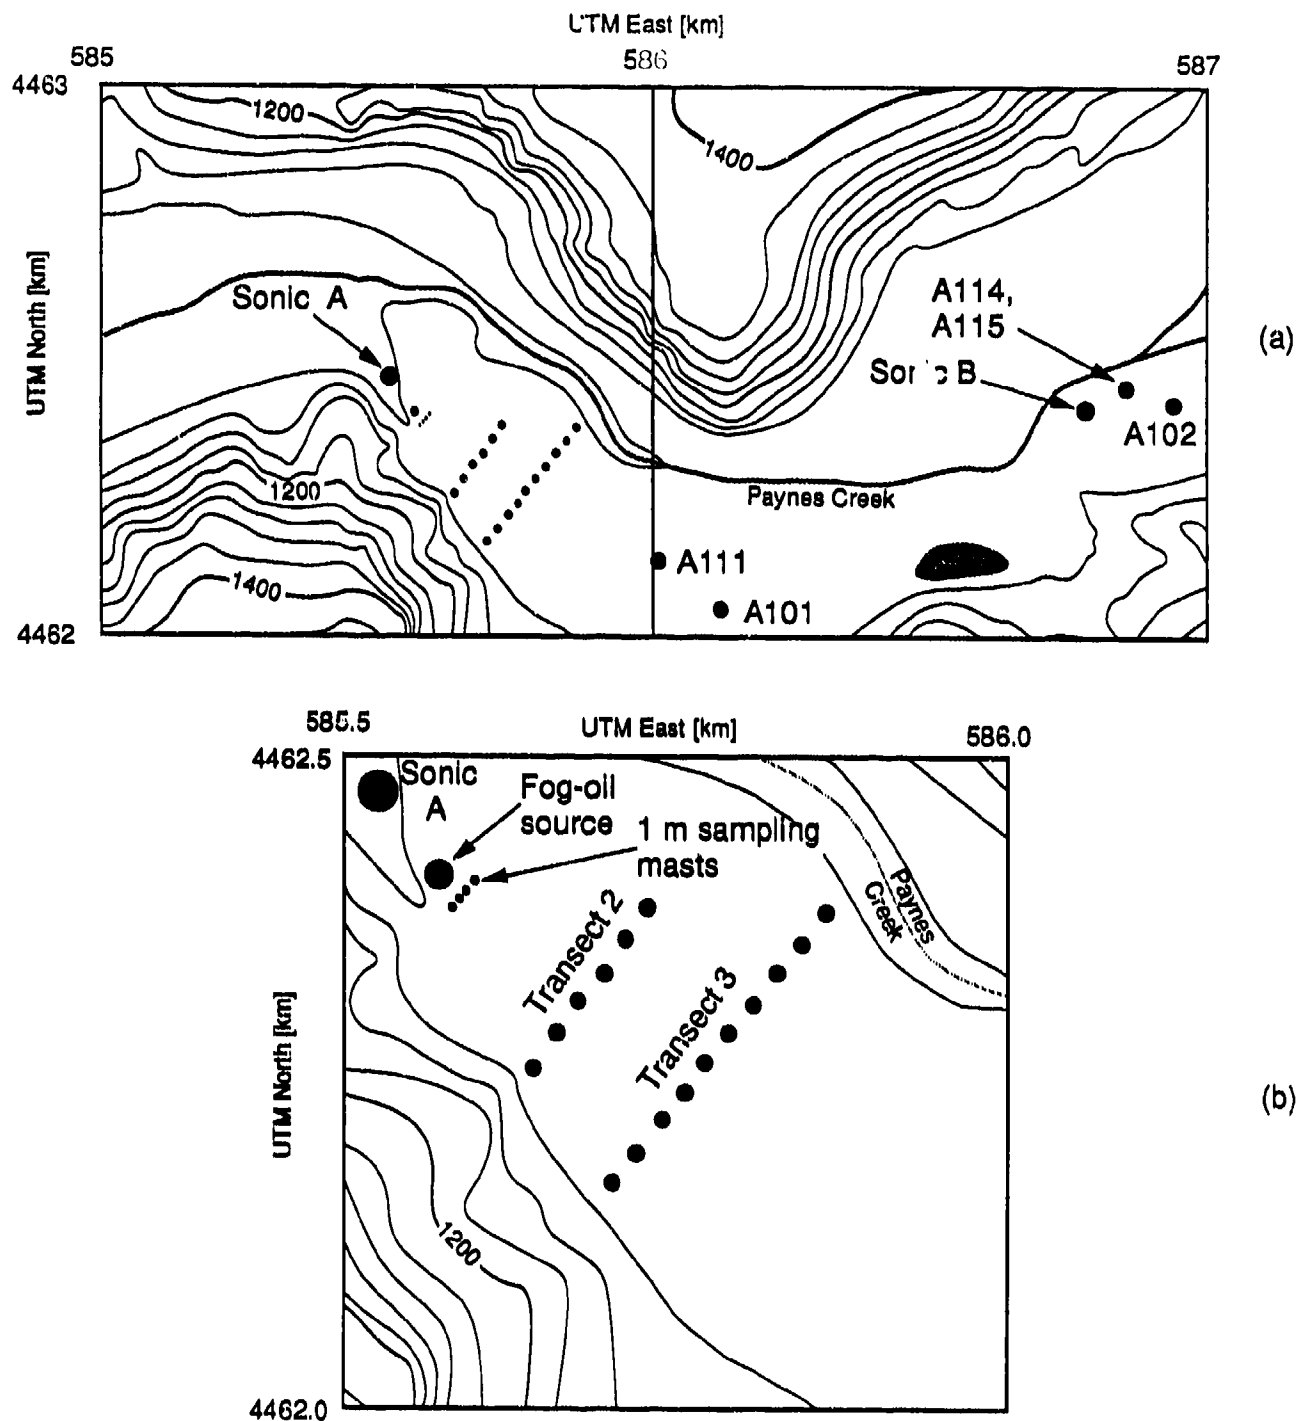 UTM East [km]
585
586
587
4463
1200
1400
Sonic A
A114,
A115
UTM North [km]
(a)
B
A102
1200
Paynes Creek
A111
1400
A101
4462
585.5
UTM East [km]
586.0
4462.5
Sonic
A
Fog-oil
source
1 m sampling
masts
Paynes
Creek
Transect 2
Transect 3
UTM North [km]
(b)
1200
4462.0